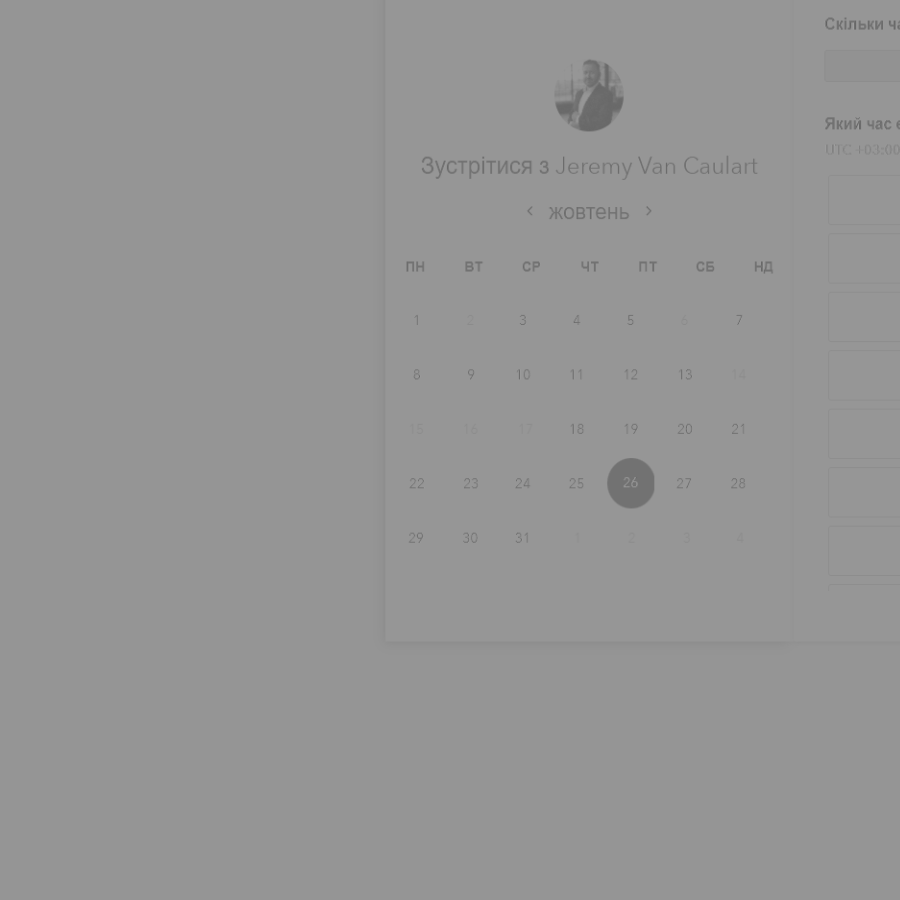 Скільки
Який час
UTC +03:00
Зустрітися з Jeremy Van Caulart
жовтень
ПН ВТ СР ЧТ ПТ СБ НД
1 2 3 4 5 6 7
8 9 10 11 12 13 14
15 16 17 18 19 20 21
22 23 24 25 26 27 28
29 30 31 1 2 3 4